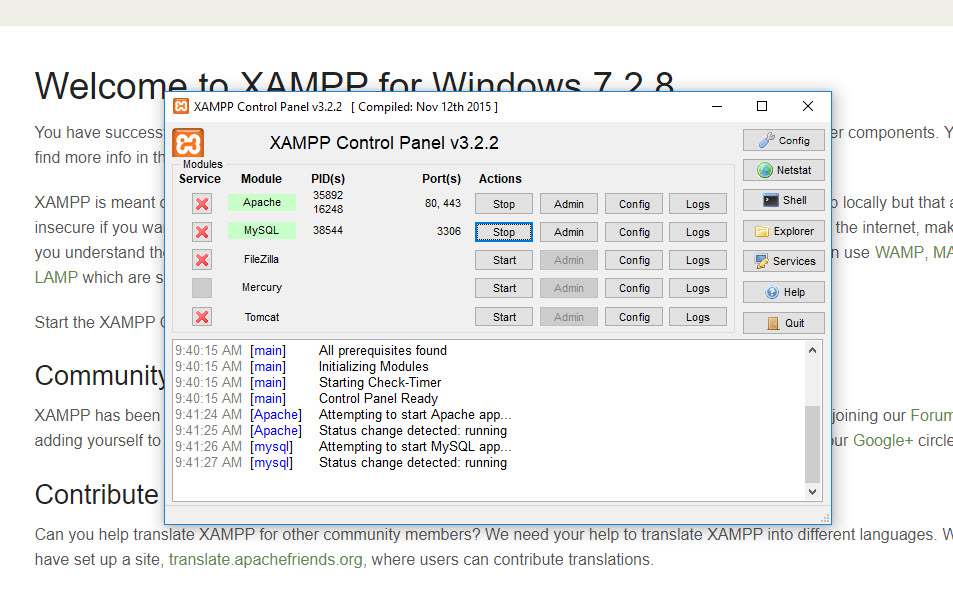 Welcome to XAMPP for Windows 7.2.8
XAMPP Control Panel v3.2.2 [ Compiled: Nov 12th 2015 ]
You have success
er components. Y
find more info in th
XAMPP Control Panel v3.2.2
Config
Modules
Service Module PID(s) Port(s) Actions
Netstat
Apache 35892 16248 80, 443 Stop Admin Config Logs
Shell
MySQL 38544 3306 Stop Admin Config Logs
Explorer
FileZilla Start Admin Config Logs
Services
Mercury Start Admin Config Logs
Help
Tomcat Start Admin Config Logs
Quit
XAMPP is meant
locally but that a
insecure if you wa
the internet, mak
you understand the
use WAMP, MA
LAMP which are s
Start the XAMPP
9:40:15 AM [main] All prerequisites found
9:40:15 AM [main] Initializing Modules
9:40:15 AM [main] Starting Check-Timer
9:40:15 AM [main] Control Panel Ready
9:41:24 AM [Apache] Attempting to start Apache app...
9:41:25 AM [Apache] Status change detected: running
9:41:26 AM [mysql] Attempting to start MySQL app...
9:41:27 AM [mysql] Status change detected: running
Community
XAMPP has been
joining our Forum
adding yourself to
ur Google+ circle
Contribute
Can you help translate XAMPP for other community members? We need your help to translate XAMPP into different languages. W
have set up a site, translate.apachefriends.org, where users can contribute translations.